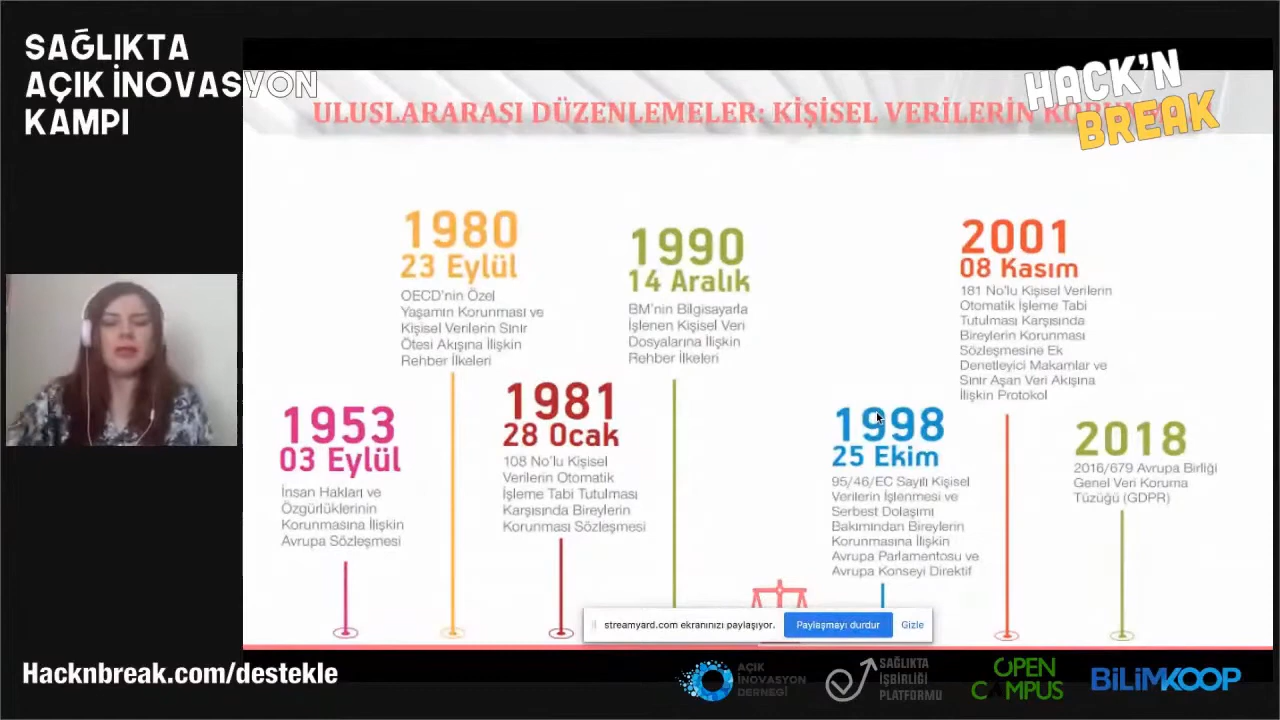 SAĞLIKTA
AÇIK İNOVASYON
KAMPI
HACK'N
BREAK
ULUSLARARASI DÜZENLEMELER: KİŞİSEL VERİLERİN
1980
23 Eylül
OECD'nin Özel
Yaşamın Korunması ve
Kişisel Verilerin Sınır
Ötesi Akışına İlişkin
Rehber İlkeleri
1990
14 Aralık
BM'nin Bilgisayarla
İşlenen Kişisel Veri
Dosyalarına İlişkin
Rehber İlkeleri
2001
08 Kasım
181 No'lu Kişisel Verilerin
Otomatik İşleme Tabi
Tutulması Karşısında
Bireylerin Korunması
Sözleşmesine Ek
Denetleyici Makamlar ve
Sınır Aşan Veri Akışına
İlişkin Protokol
1953
03 Eylül
İnsan Hakları ve
Özgürlüklerinin
Korunmasına İlişkin
Avrupa Sözleşmesi
1981
28 Ocak
108 No'lu Kişisel
Verilerin Otomatik
İşleme Tabi Tutulması
Karşısında Bireylerin
Korunması Sözleşmesi
1998
25 Ekim
95/46/EC Sayılı Kişisel
Verilerin İşlenmesi ve
Serbest Dolaşımı
Bakımından Bireylerin
Korunmasına İlişkin
Avrupa Parlamentosu ve
Avrupa Konseyi Direktif
2018
2016/679 Avrupa Birliği
Genel Veri Koruma
Tüzüğü (GDPR)
streamyard.com ekranınızı paylaşıyor.
Paylaşmayı durdur
Gizle
Hacknbreak.com/destekle
AÇIK
İNOVASYON
DERNEĞİ
SAĞLIKTA
İŞBİRLİĞİ
PLATFORMU
OPEN
CAMPUS
BİLİMKOOP